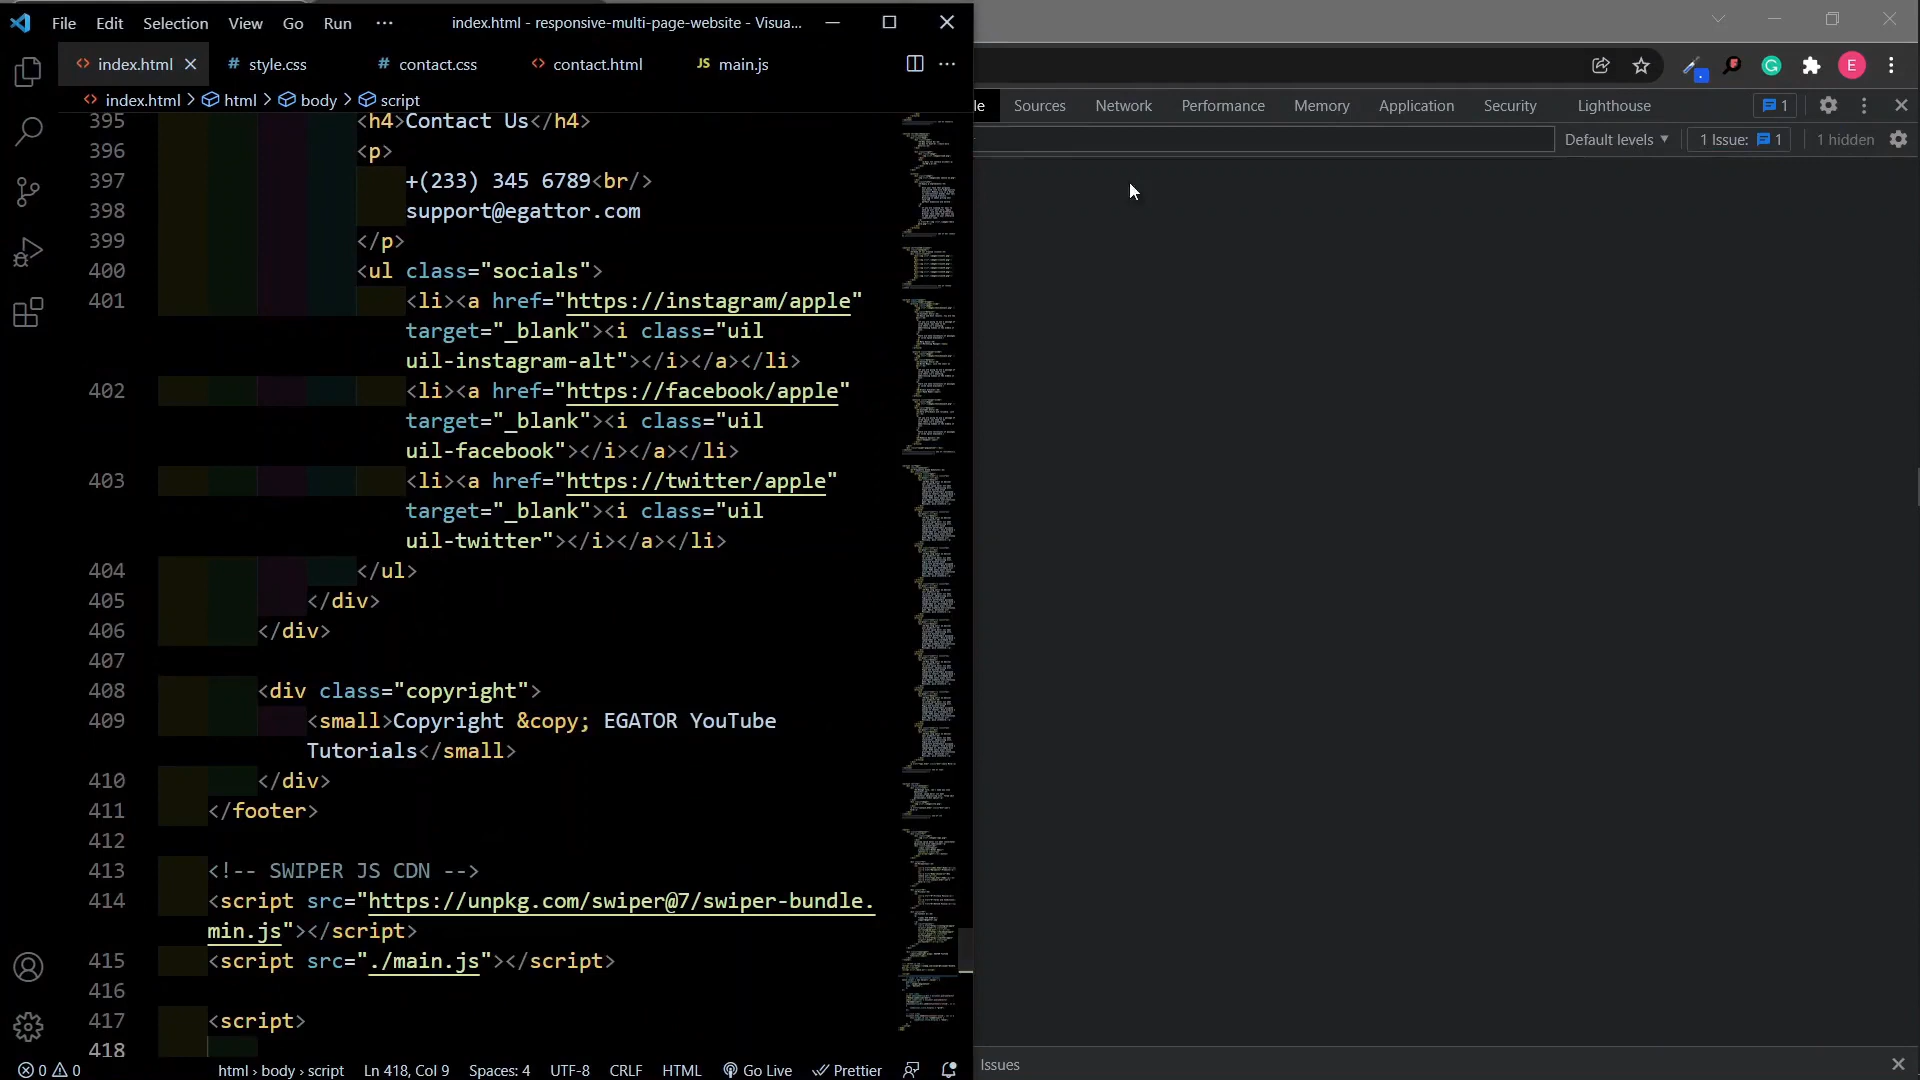 File Edit Selection View Go Run ··· index.html - responsive-multi-page-website - Visua...
index.html style.css contact.css contact.html JS main.js
index.html > html > body > script
395 <h4>Contact Us</h4>
396 <p>
397 +(233) 345 6789<br/>
398 support@egattor.com
399 </p>
400 <ul class="socials">
401 <li><a href="https://instagram/apple"
target="_blank"><i class="uil
uil-instagram-alt"></i></a></li>
402 <li><a href="https://facebook/apple"
target="_blank"><i class="uil
uil-facebook"></i></a></li>
403 <li><a href="https://twitter/apple"
target="_blank"><i class="uil
uil-twitter"></i></a></li>
404 </ul>
405 </div>
406 </div>
407
408 <div class="copyright">
409 <small>Copyright &copy; EGATOR YouTube
Tutorials</small>
410 </div>
411 </footer>
412
413 <!-- SWIPER JS CDN -->
414 <script src="https://unpkg.com/swiper@7/swiper-bundle.
min.js"></script>
415 <script src="./main.js"></script>
416
417 <script>
418
0 0 html > body > script Ln 418, Col 9 Spaces: 4 UTF-8 CRLF HTML Go Live Prettier
E
le Sources Network Performance Memory Application Security Lighthouse 1
Default levels 1 Issue: 1 1 hidden
Issues